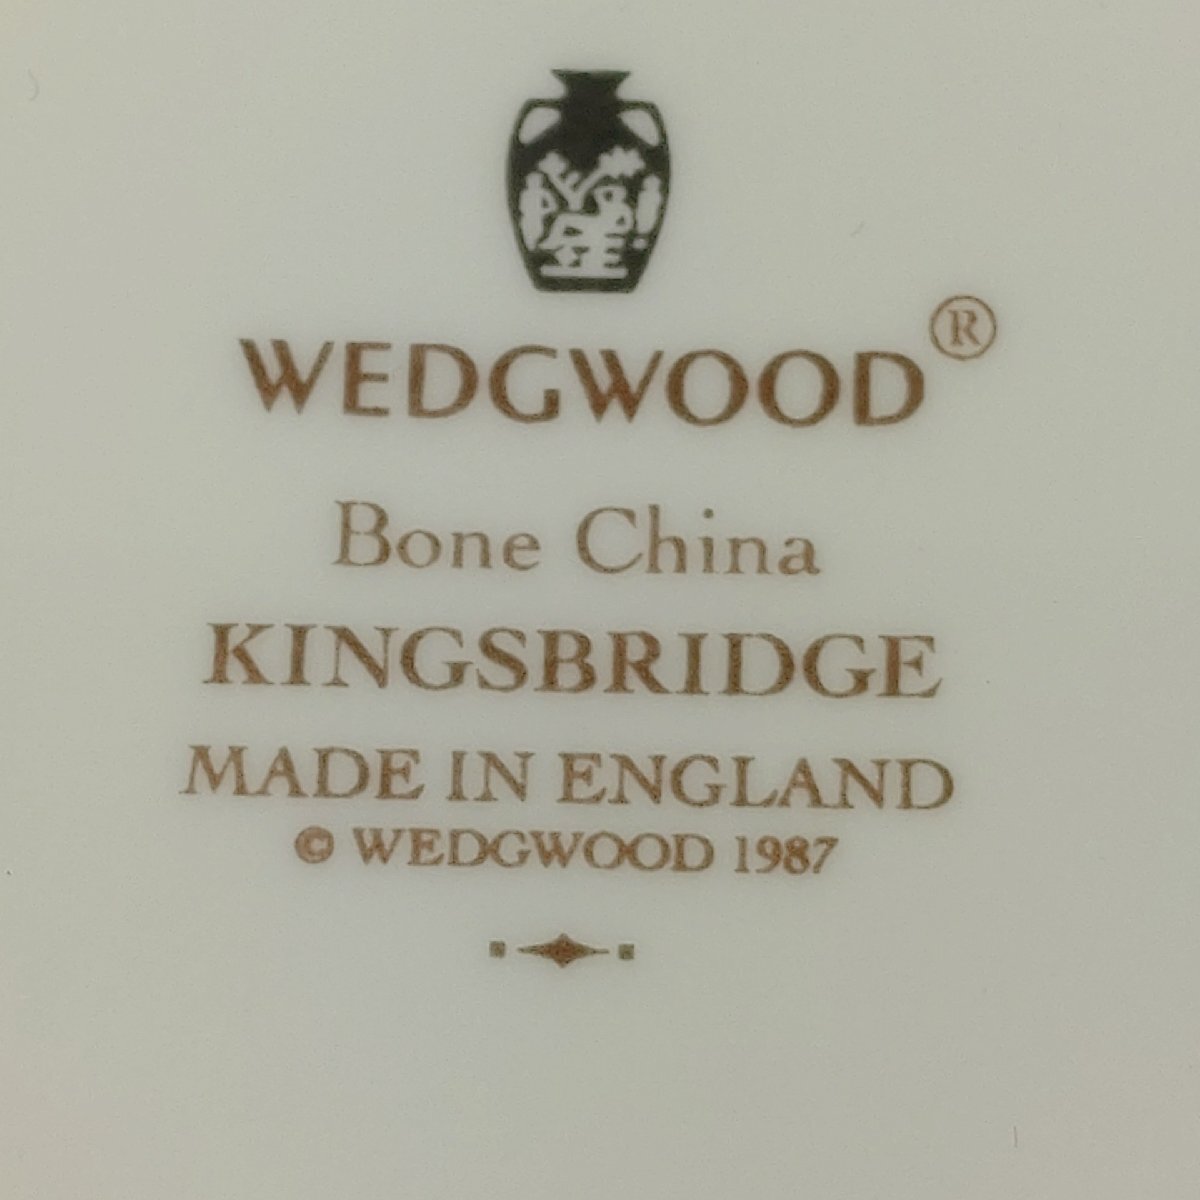 WEDGWOOD®
Bone China
KINGSBRIDGE
MADE IN ENGLAND
© WEDGWOOD 1987